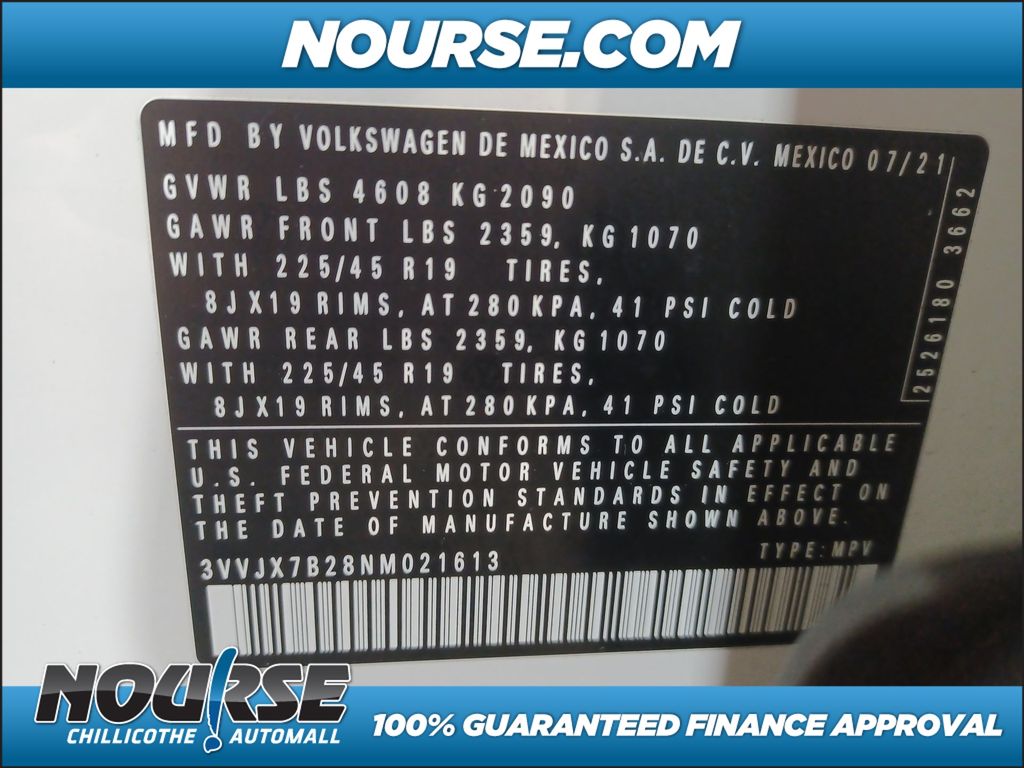 NOURSE.COM
MFD BY VOLKSWAGEN DE MEXICO S.A. DE C.V. MEXICO 07/21
GVWR LBS 4608 KG 2090
GAWR FRONT LBS 2359, KG 1070
WITH 225/45 R19 TIRES,
8JX19 RIMS, AT 280 KPA, 41 PSI COLD
GAWR REAR LBS 2359, KG 1070
WITH 225/45 R19 TIRES,
8JX19 RIMS, AT 280 KPA, 41 PSI COLD
2526180 3662
THIS VEHICLE CONFORMS TO ALL APPLICABLE
U.S. FEDERAL MOTOR VEHICLE SAFETY AND
THEFT PREVENTION STANDARDS IN EFFECT ON
THE DATE OF MANUFACTURE SHOWN ABOVE.
TYPE: MPV
3VVJX7B28NM021613
NOURSE
CHILLICOTHE AUTOMALL
100% GUARANTEED FINANCE APPROVAL